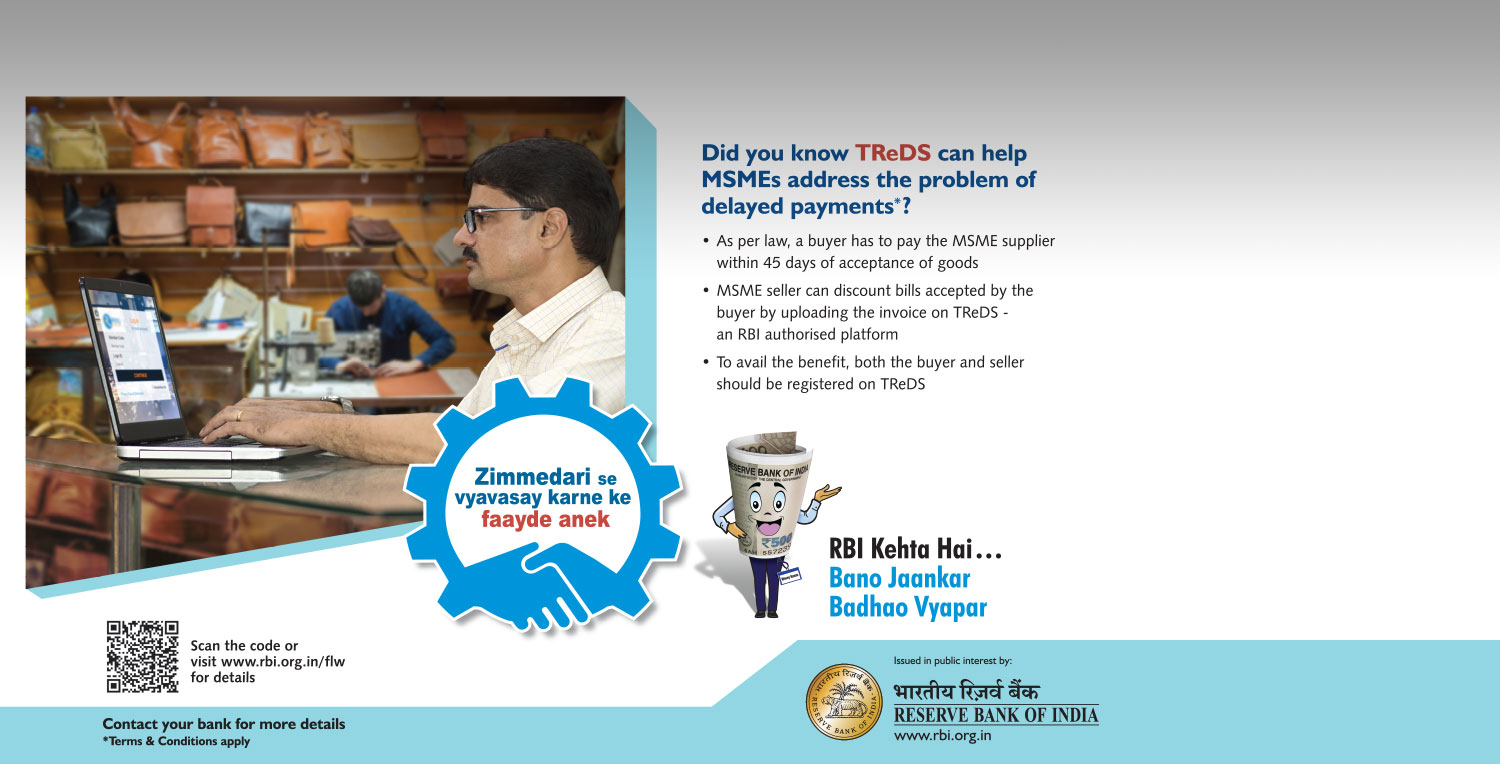 Did you know TReDS can help
MSMEs address the problem of
delayed payments*?
• As per law, a buyer has to pay the MSME supplier
within 45 days of acceptance of goods
• MSME seller can discount bills accepted by the
buyer by uploading the invoice on TReDS -
an RBI authorised platform
• To avail the benefit, both the buyer and seller
should be registered on TReDS
Zimmedari se
vyavasay karne ke
faayde anek
RESERVE BANK OF INDIA
₹500
RBI Kehta Hai...
Bano Jaankar
Badhao Vyapar
Scan the code or
visit www.rbi.org.in/flw
for details
Contact your bank for more details
*Terms & Conditions apply
Issued in public interest by:
भारतीय रिज़र्व बैंक
RESERVE BANK OF INDIA
भारतीय रिज़र्व बैंक
RESERVE BANK OF INDIA
www.rbi.org.in